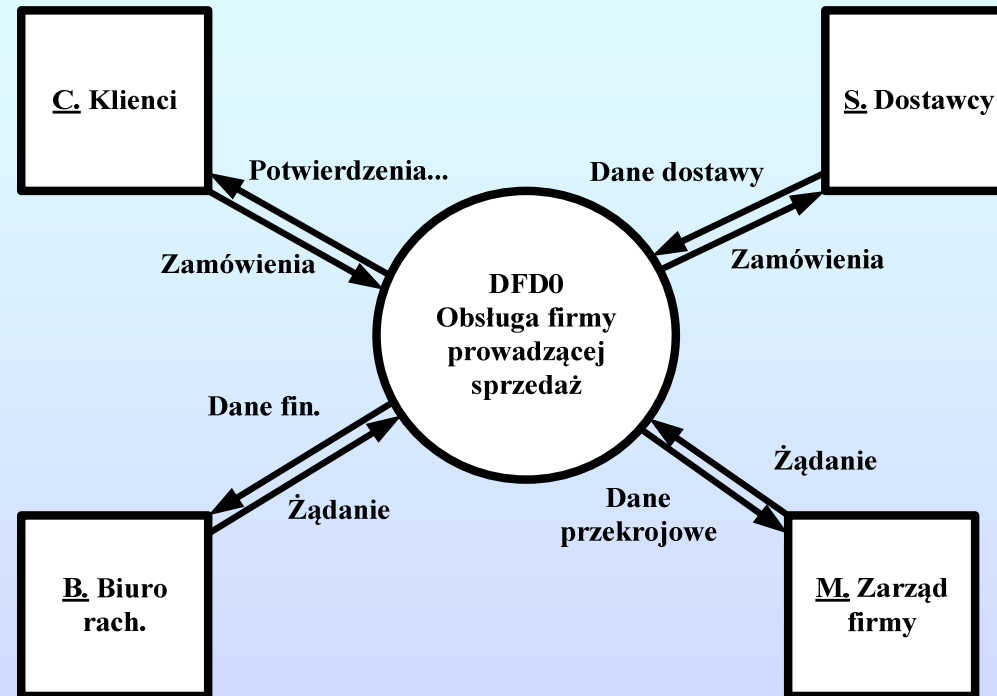 C. Klienci
S. Dostawcy
Potwierdzenia...
Dane dostawy
Zamówienia
Zamówienia
DFD0
Obsługa firmy
prowadzącej
sprzedaż
Dane fin.
Żądanie
Żądanie
Dane
przekrojowe
B. Biuro
rach.
M. Zarząd
firmy